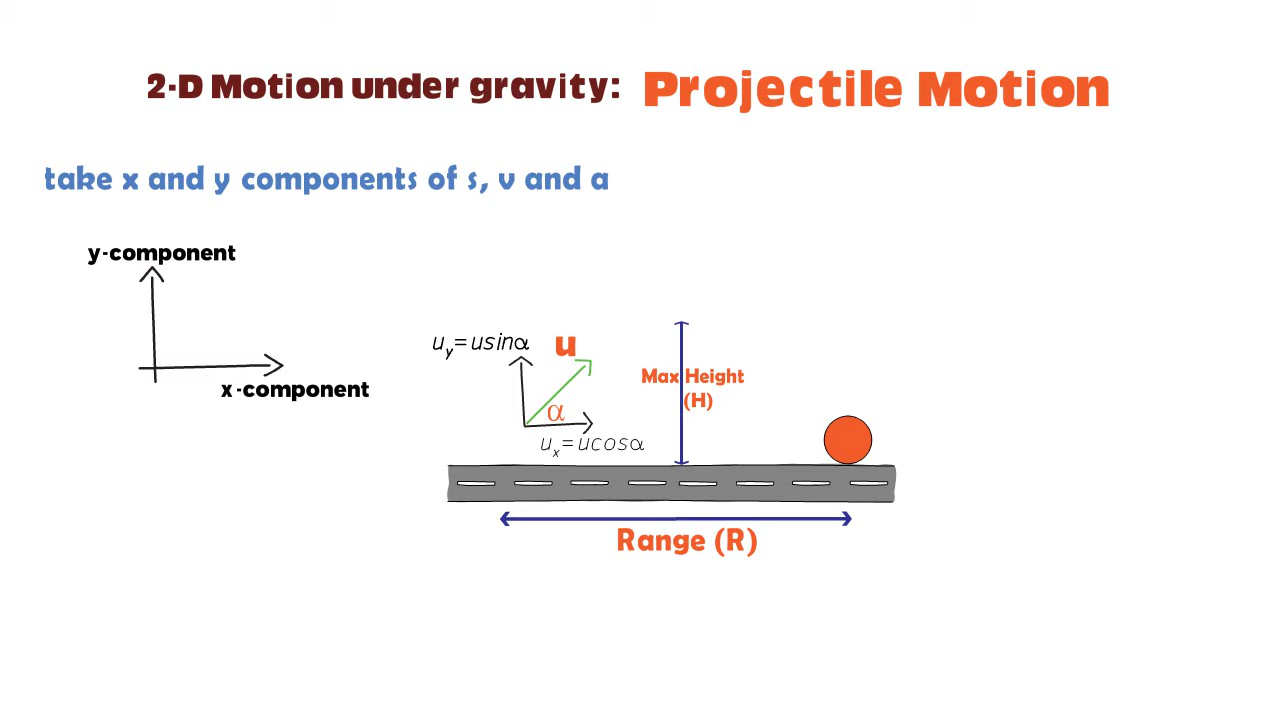 2-D Motion under gravity: Projectile Motion
take x and y components of s, v and a
y-component
x-component
u_y=usinα
u
α
u_x=ucosα
Max Height
(H)
Range (R)